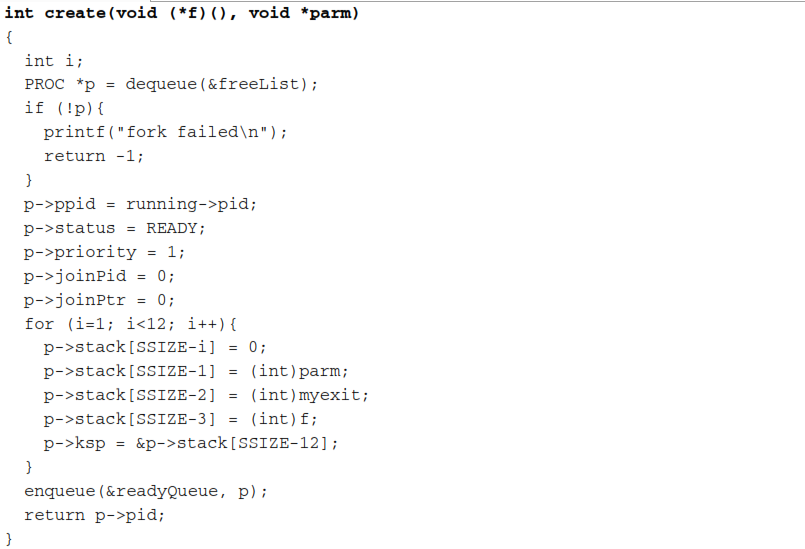 int create(void (*f)(), void *parm)
{
  int i;
  PROC *p = dequeue(&freeList);
  if (!p){
    printf("fork failed\n");
    return -1;
  }
  p->ppid = running->pid;
  p->status = READY;
  p->priority = 1;
  p->joinPid = 0;
  p->joinPtr = 0;
  for (i=1; i<12; i++){
    p->stack[SSIZE-i] = 0;
    p->stack[SSIZE-1] = (int)parm;
    p->stack[SSIZE-2] = (int)myexit;
    p->stack[SSIZE-3] = (int)f;
    p->ksp = &p->stack[SSIZE-12];
  }
  enqueue(&readyQueue, p);
  return p->pid;
}